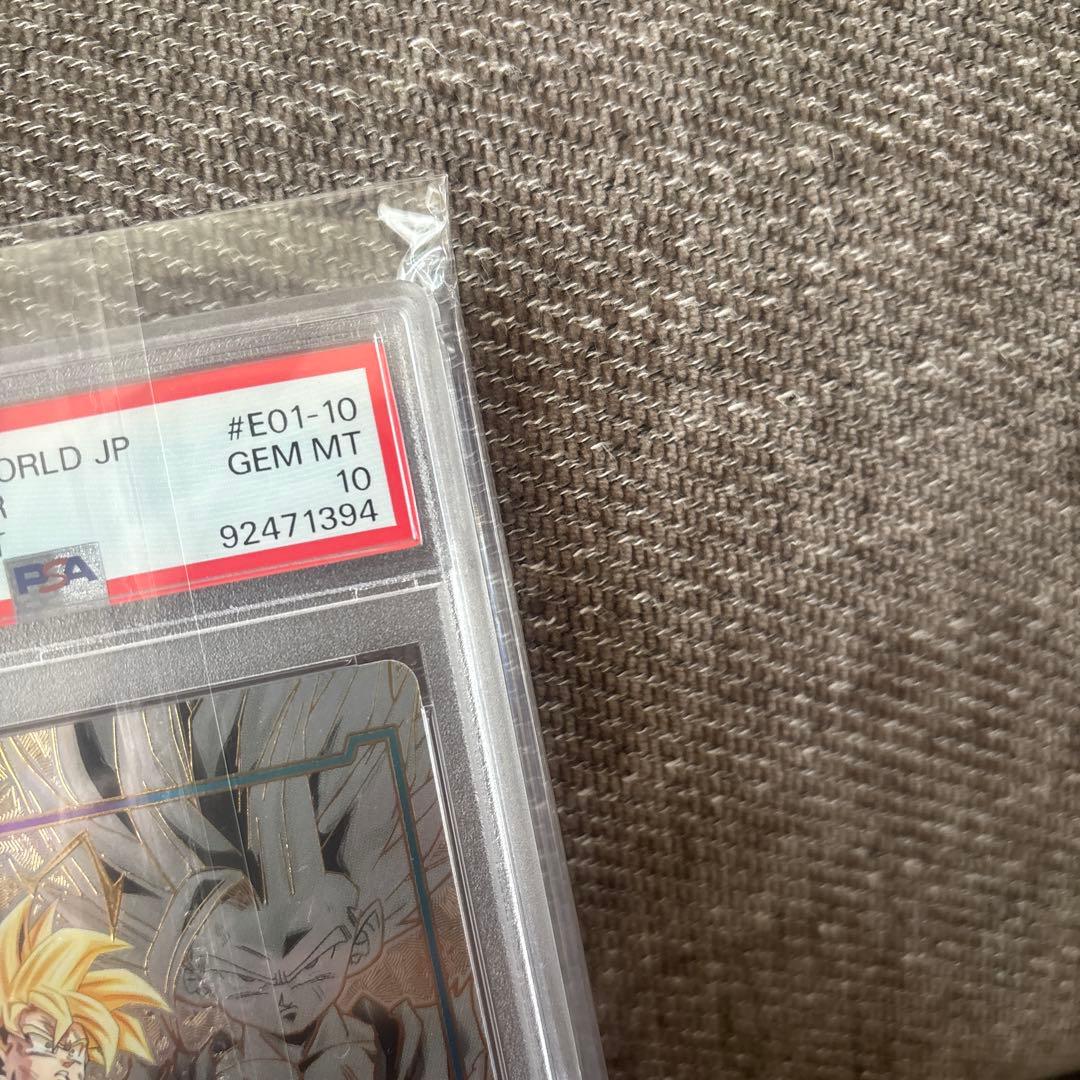 #E01-10
ORLD JP
GEM MT
R
10
T
92471394
PSA